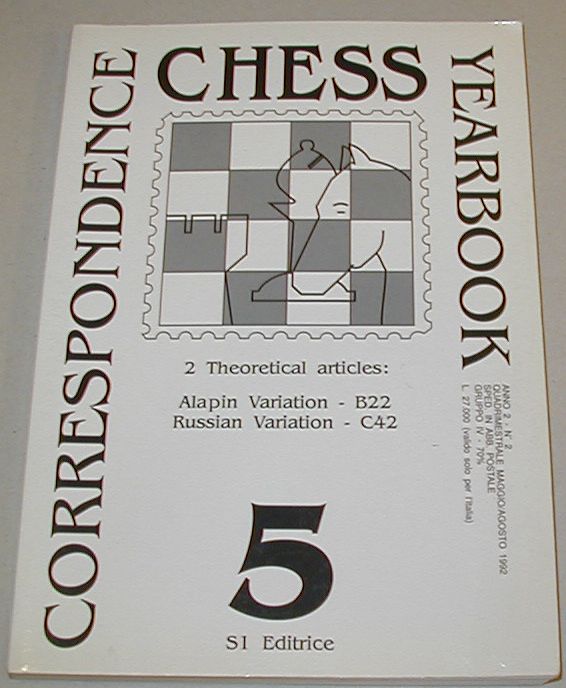 CORRESPONDENCE
CHESS
YEARBOOK
2 Theoretical articles:
Alapin Variation - B22
Russian Variation - C42
ANNO 2 - N° 2
QUADRIMESTRALE MAGGIO/AGOSTO 1992
SPED. IN ABB. POSTALE
GRUPPO IV - 70%
L. 27.000 (valido solo per l'Italia)
5
S I Editrice